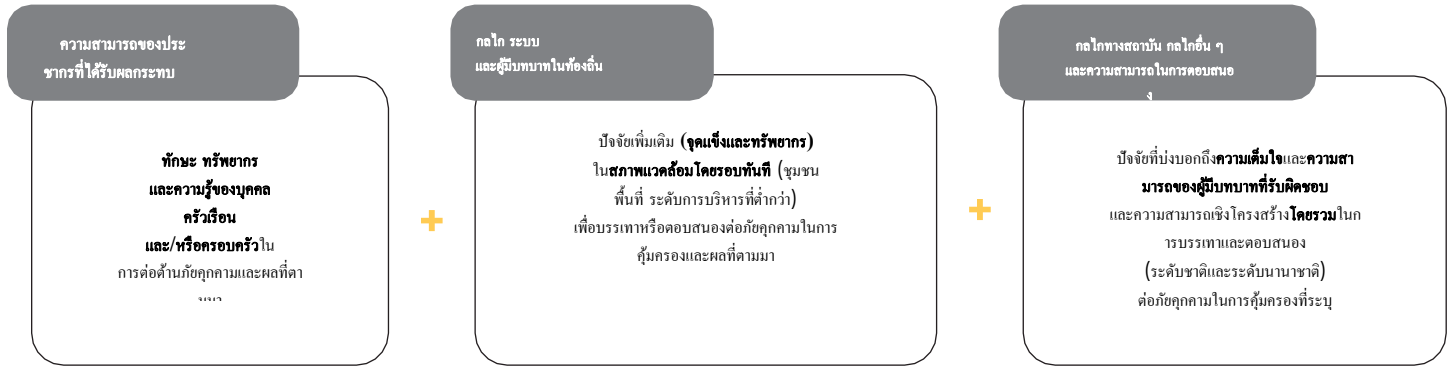 ความสามารถของประ
ชากรที่ได้รับผลกระทบ
ทักษะ ทรัพยากร
และความรู้ของบุคคล
ครัวเรือน
และ/หรือครอบครัวใน
การต่อต้านภัยคุกคามและผลที่ตา
มมา
กลไก ระบบ
และผู้มีบทบาทในท้องถิ่น
ปัจจัยเพิ่มเติม (จุดแข็งและทรัพยากร)
ในสภาพแวดล้อมโดยรอบทันที (ชุมชน
พื้นที่ ระดับการบริหารที่ต่ำกว่า)
เพื่อบรรเทาหรือตอบสนองต่อภัยคุกคามในการ
คุ้มครองและผลที่ตามมา
กลไกทางสถาบัน กลไกอื่น ๆ
และความสามารถในการตอบสนอ
ง
ปัจจัยที่บ่งบอกถึงความเต็มใจและความสา
มารถของผู้มีบทบาทที่รับผิดชอบ
และความสามารถเชิงโครงสร้างโดยรวมในก
ารบรรเทาและตอบสนอง
(ระดับชาติและระดับนานาชาติ)
ต่อภัยคุกคามในการคุ้มครองที่ระบุ